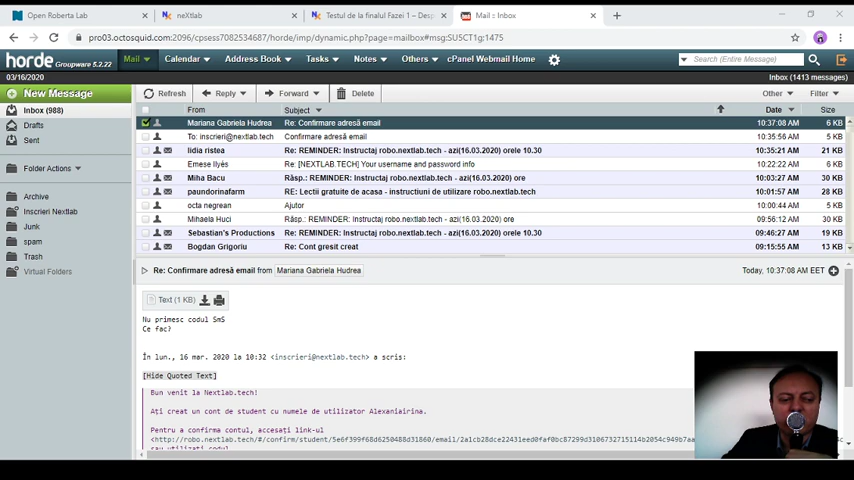 Open Roberta Lab
neXtlab
Testul de la finalul Fazei 1 – Desp
Mail :: Inbox
pro03.octosquid.com:2096/cpsess7082534687/horde/imp/dynamic.php?page=mailbox#msg:SU5CT1g;1475
horde Groupware 5.2.22
Mail Calendar Address Book Tasks Notes Others cPanel Webmail Home
Search (Entire Message)
03/16/2020
Inbox (1413 messages)
New Message
Refresh Reply Forward Delete Other Filter
Inbox (988)
Drafts
Sent
Folder Actions
Archive
Inscrieri Nextlab
Junk
spam
Trash
Virtual Folders
From Subject Date Size
Mariana Gabriela Hudrea Re: Confirmare adresă email 10:37:08 AM 6 KB
To: inscrieri@nextlab.tech Confirmare adresă email 10:35:56 AM 5 KB
lidia ristea Re: REMINDER: Instructaj robo.nextlab.tech - azi(16.03.2020) orele 10.30 10:35:21 AM 21 KB
Emese Ilyés Re: [NEXTLAB.TECH] Your username and password info 10:22:22 AM 6 KB
Miha Bacu Răsp.: REMINDER: Instructaj robo.nextlab.tech - azi(16.03.2020) orele 10.30 10:03:27 AM 30 KB
paundorinafarm RE: Lectii gratuite de acasa - instructiuni de utilizare robo.nextlab.tech 10:01:57 AM 28 KB
octa negrean Ajutor 10:00:44 AM 5 KB
Mihaela Huci Răsp.: REMINDER: Instructaj robo.nextlab.tech - azi(16.03.2020) ore 09:56:12 AM 30 KB
Sebastian's Productions Re: REMINDER: Instructaj robo.nextlab.tech - azi(16.03.2020) orele 10.30 09:46:27 AM 19 KB
Bogdan Grigoriu Re: Cont gresit creat 09:15:55 AM 13 KB
Re: Confirmare adresă email from Mariana Gabriela Hudrea
Today, 10:37:08 AM EET
Text (1 KB)
Nu primesc codul SmS
Ce fac?
În lun., 16 mar. 2020 la 10:32 <inscrieri@nextlab.tech> a scris:
[Hide Quoted Text]
Bun venit la Nextlab.tech!
Ați creat un cont de student cu numele de utilizator Alexaniairina.
Pentru a confirma contul, accesați link-ul